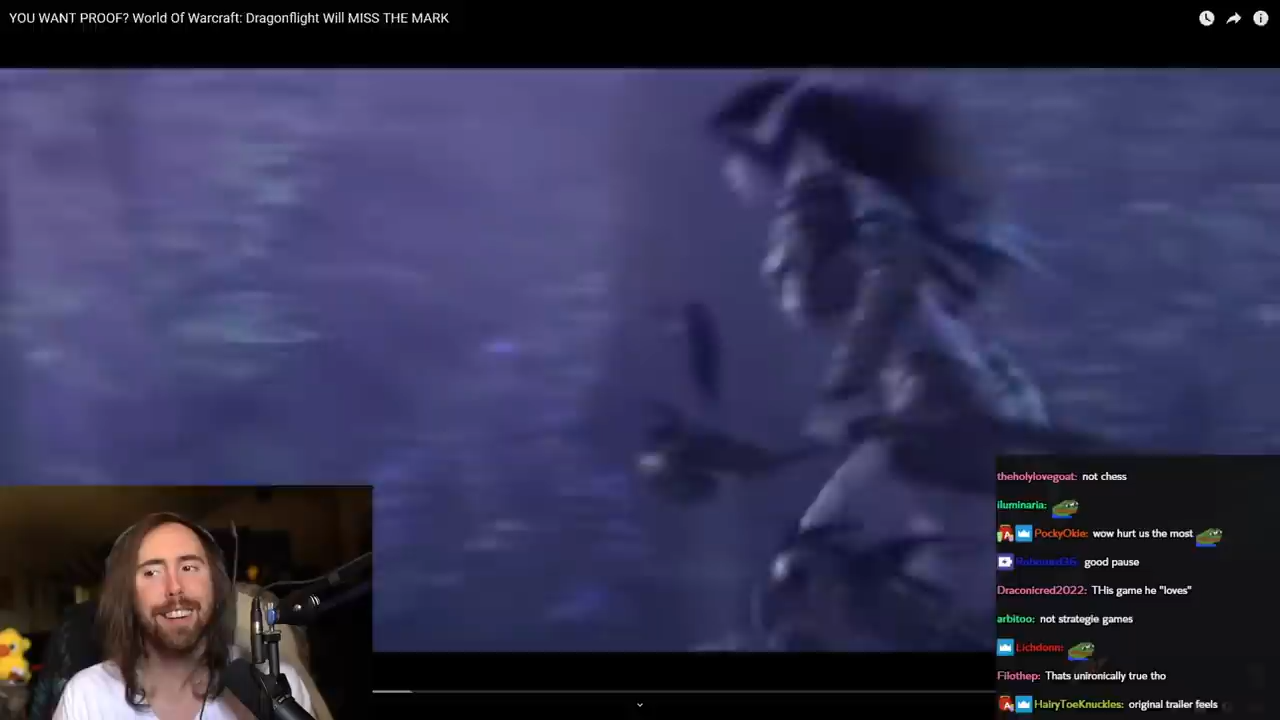 YOU WANT PROOF? World Of Warcraft: Dragonflight Will MISS THE MARK
theholylovegoat: not chess
iluminaria:
PockyOkie: wow hurt us the most
good pause
Draconicred2022: THis game he "loves"
arbitoo: not strategie games
Lichdonn:
Filothep: Thats unironically true tho
HairyToeKnuckles: original trailer feels